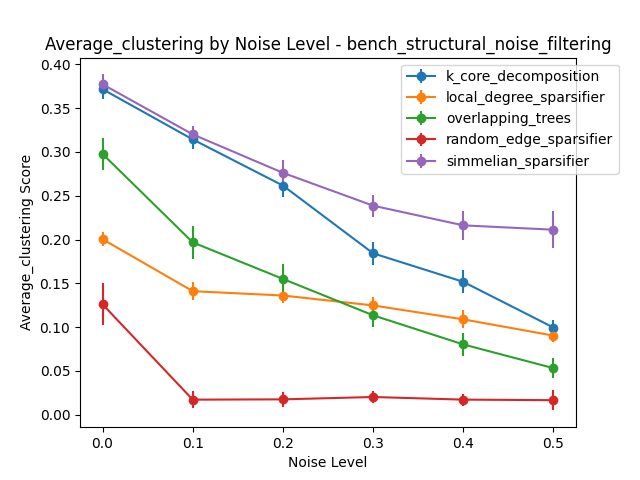 Average_clustering by Noise Level - bench_structural_noise_filtering
k_core_decomposition
local_degree_sparsifier
overlapping_trees
random_edge_sparsifier
simmelian_sparsifier
Average_clustering Score
0.40
0.35
0.30
0.25
0.20
0.15
0.10
0.05
0.00
0.0 0.1 0.2 0.3 0.4 0.5
Noise Level